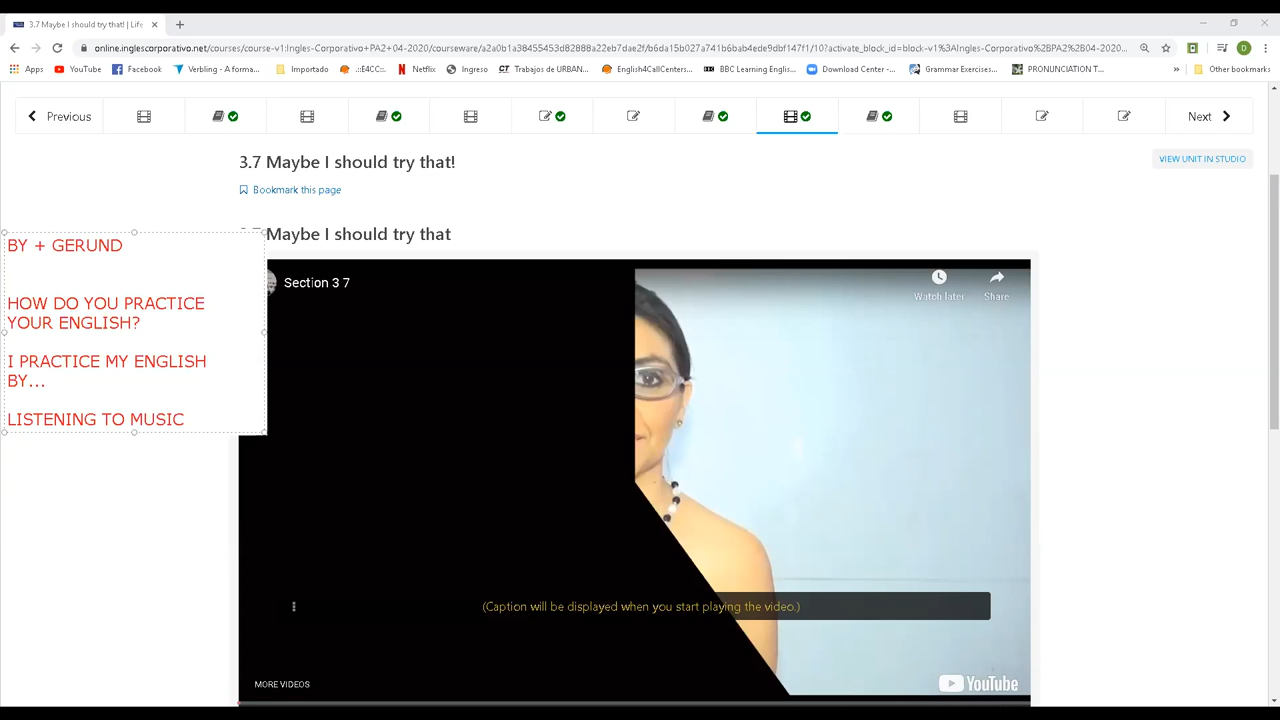 3.7 Maybe I should try that! | Life
online.inglescorporativo.net/courses/course-v1:Ingles-Corporativo+PA2+04-2020/courseware/a2a0b1a38455453d82888a22eb7dae2f/b6da15b027a741b6bab4ede9dbf147f1/10?activate_block_id=block-v1%3AIngles-Corporativo%2BPA2%2B04-2020...
D
Apps YouTube Facebook Verbling - A forma... Importado .::E4CC::. Netflix Ingreso Trabajos de URBAN... English4CallCenters... BBC Learning Englis... Download Center -... Grammar Exercises... PRONUNCIATION T... » Other bookmarks
Previous Next
3.7 Maybe I should try that!
VIEW UNIT IN STUDIO
Bookmark this page
Maybe I should try that
BY + GERUND
HOW DO YOU PRACTICE
YOUR ENGLISH?
I PRACTICE MY ENGLISH
BY...
LISTENING TO MUSIC
Section 3 7
Watch later Share
(Caption will be displayed when you start playing the video.)
MORE VIDEOS
YouTube